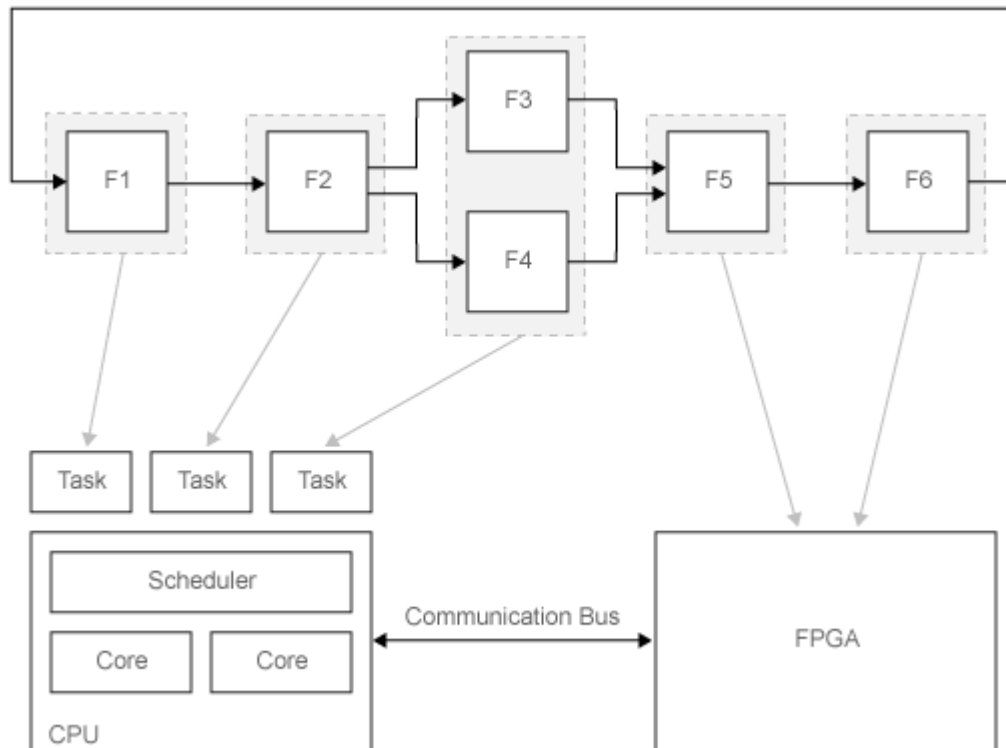 F3
F1
F2
F5
F6
F4
Task
Task
Task
Scheduler
Communication Bus
FPGA
Core
Core
CPU